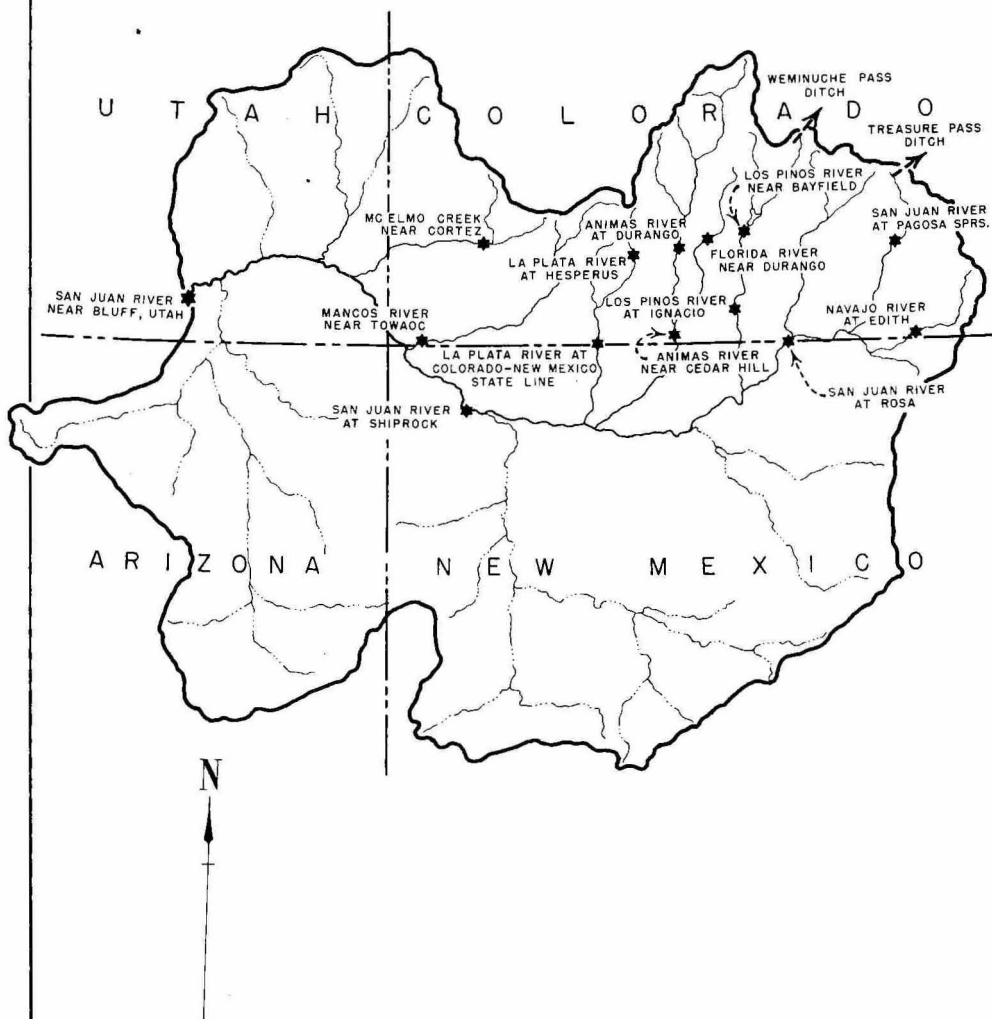 WEMINUCHE PASS
DITCH
UTAH
COLORADO
TREASURE PASS
DITCH
LOS PINOS RIVER
NEAR BAYFIELD
MC ELMO CREEK
NEAR CORTEZ
ANIMAS RIVER
AT DURANGO
SAN JUAN RIVER
AT PAGOSA SPRS.
LA PLATA RIVER
AT HESPERUS
FLORIDA RIVER
NEAR DURANGO
SAN JUAN RIVER
NEAR BLUFF, UTAH
MANCOS RIVER
NEAR TOWAOC
LOS PINOS RIVER
AT IGNACIO
NAVAJO RIVER
AT EDITH
LA PLATA RIVER AT
COLORADO-NEW MEXICO
STATE LINE
ANIMAS RIVER
NEAR CEDAR HILL
SAN JUAN RIVER
AT ROSA
SAN JUAN RIVER
AT SHIPROCK
ARIZONA
NEW MEXICO
N